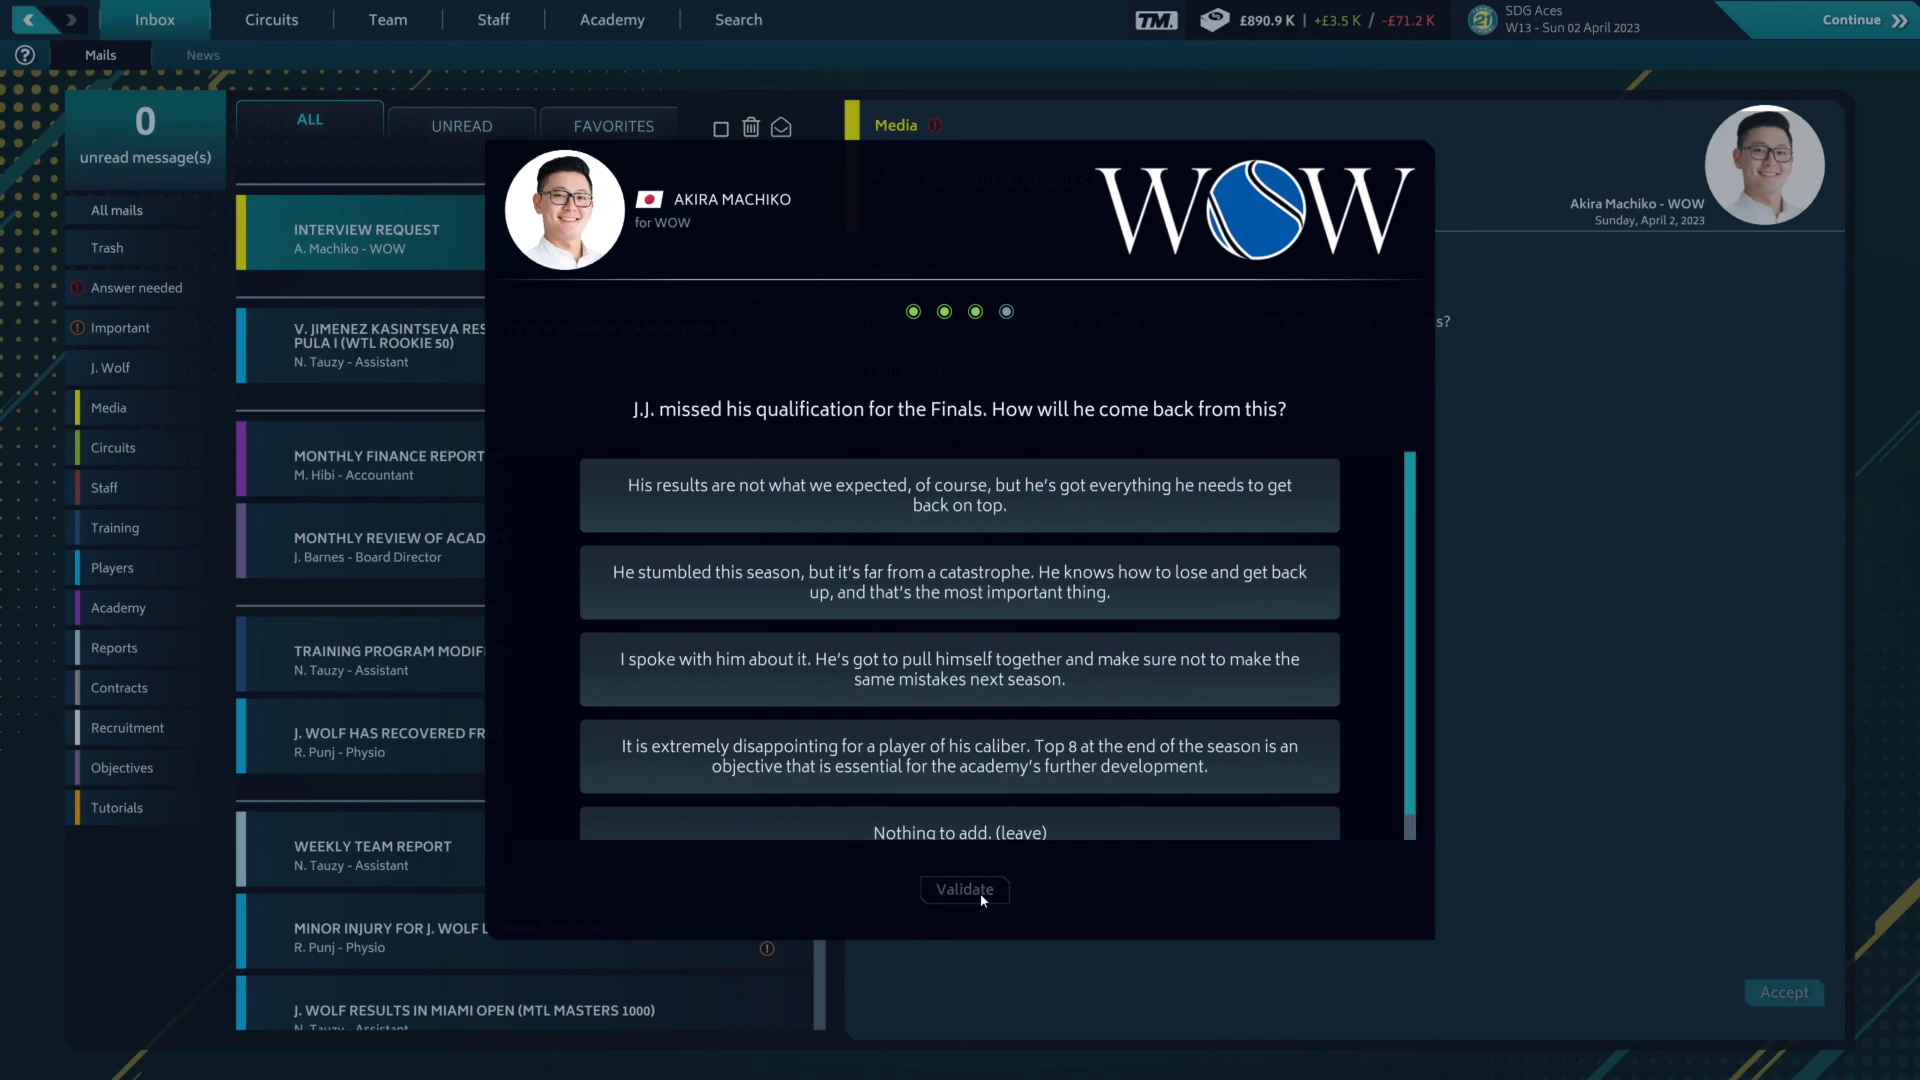 Inbox
Circuits
Team
Staff
Academy
Search
TM.
£890.9 K | +£3.5 K / -£71.2 K
21
SDG Aces
W13 - Sun 02 April 2023
Continue
?
Mails
News
0
unread message(s)
ALL
UNREAD
FAVORITES
All mails
Trash
Answer needed
Important
J. Wolf
Media
Circuits
Staff
Training
Players
Academy
Reports
Contracts
Recruitment
Objectives
Tutorials
INTERVIEW REQUEST
A. Machiko - WOW
V. JIMENEZ KASINTSEVA RES
PULA I (WTL ROOKIE 50)
N. Tauzy - Assistant
MONTHLY FINANCE REPORT
M. Hibi - Accountant
MONTHLY REVIEW OF ACAD
J. Barnes - Board Director
TRAINING PROGRAM MODIF
N. Tauzy - Assistant
J. WOLF HAS RECOVERED FR
R. Punj - Physio
WEEKLY TEAM REPORT
N. Tauzy - Assistant
MINOR INJURY FOR J. WOLF
R. Punj - Physio
J. WOLF RESULTS IN MIAMI OPEN (MTL MASTERS 1000)
N. Tauzy - Assistant
Media
Akira Machiko - WOW
Sunday, April 2, 2023
AKIRA MACHIKO
for WOW
WOW
J.J. missed his qualification for the Finals. How will he come back from this?
His results are not what we expected, of course, but he's got everything he needs to get
back on top.
He stumbled this season, but it's far from a catastrophe. He knows how to lose and get back
up, and that's the most important thing.
I spoke with him about it. He's got to pull himself together and make sure not to make the
same mistakes next season.
It is extremely disappointing for a player of his caliber. Top 8 at the end of the season is an
objective that is essential for the academy's further development.
Nothing to add. (leave)
Validate
Accept